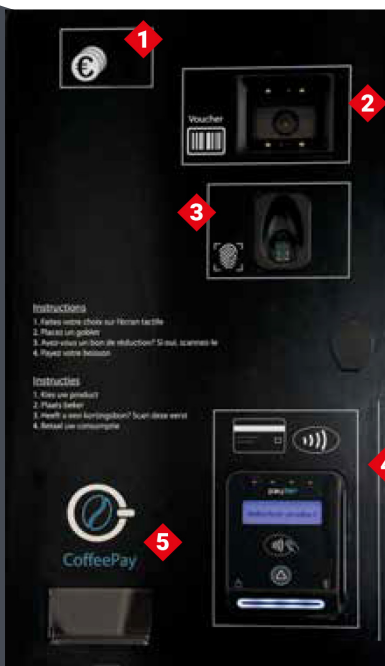 1
€
2
Voucher
3
Instructions
1. Faites votre choix sur l'écran tactile
2. Placez un gobelet
3. Avez-vous un bon de réduction? Si oui, scannez-le
4. Payez votre boisson
Instructies
1. Kies uw product
2. Plaats beker
3. Heeft u een kortingsbon? Scan deze eerst
4. Betaal uw consumptie
4
payter
CoffeePay
5